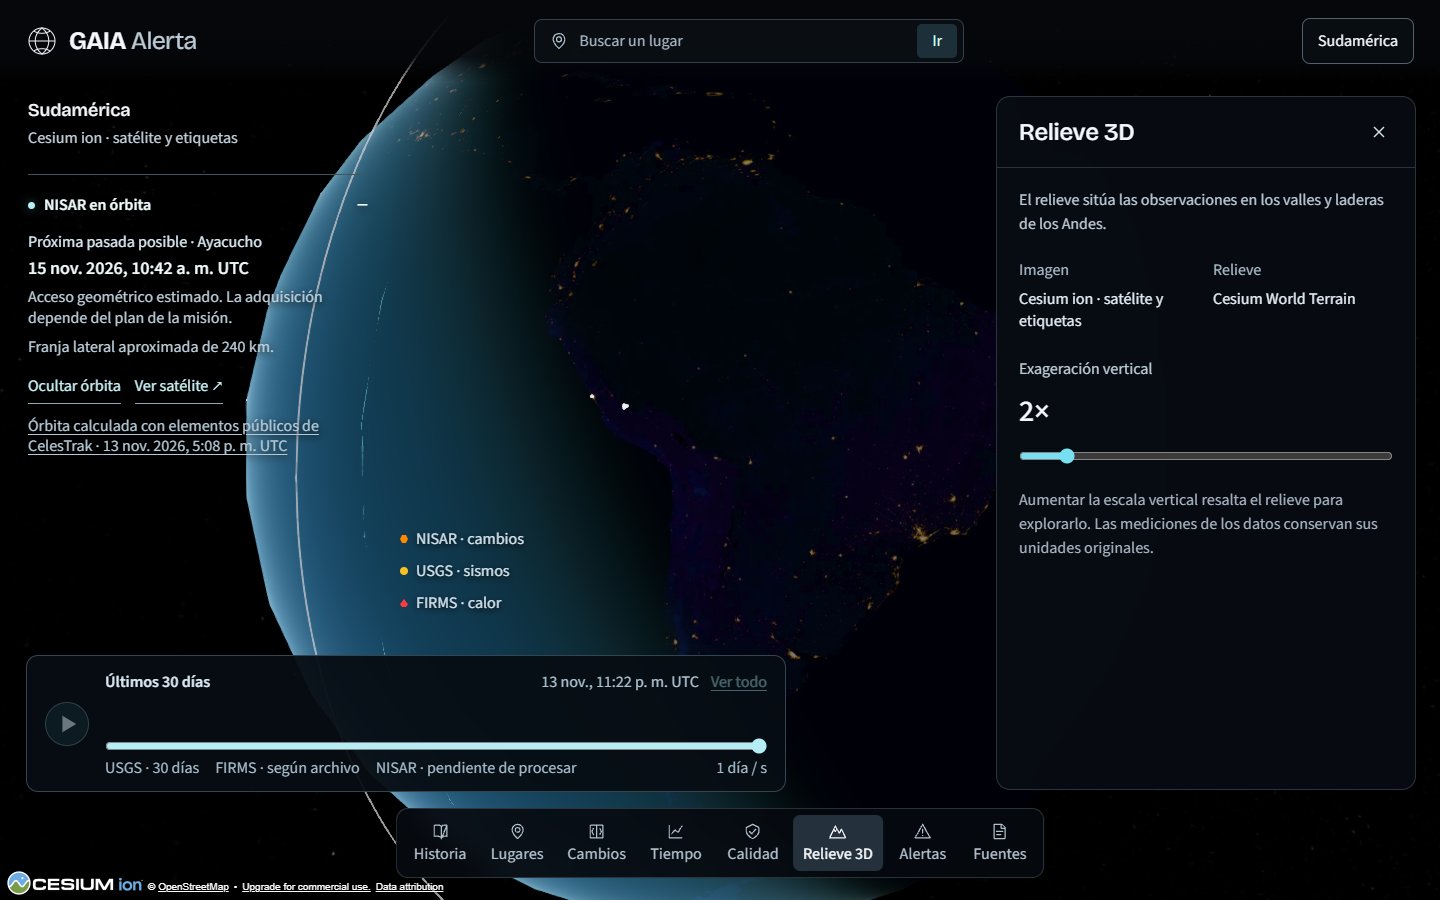 GAIA Alerta
Buscar un lugar
Ir
Sudamérica
Sudamérica
Cesium ion · satélite y etiquetas
NISAR en órbita
Próxima pasada posible · Ayacucho
15 nov. 2026, 10:42 a. m. UTC
Acceso geométrico estimado. La adquisición
depende del plan de la misión.
Franja lateral aproximada de 240 km.
Ocultar órbita Ver satélite ↗
Órbita calculada con elementos públicos de
CelesTrak · 13 nov. 2026, 5:08 p. m. UTC
NISAR · cambios
USGS · sismos
FIRMS · calor
Relieve 3D
El relieve sitúa las observaciones en los valles y laderas
de los Andes.
Imagen
Cesium ion · satélite y
etiquetas
Relieve
Cesium World Terrain
Exageración vertical
2×
Aumentar la escala vertical resalta el relieve para
explorarlo. Las mediciones de los datos conservan sus
unidades originales.
Últimos 30 días
13 nov., 11:22 p. m. UTC Ver todo
USGS · 30 días FIRMS · según archivo NISAR · pendiente de procesar 1 día / s
Historia Lugares Cambios Tiempo Calidad Relieve 3D Alertas Fuentes
CESIUM ion © OpenStreetMap • Upgrade for commercial use. Data attribution